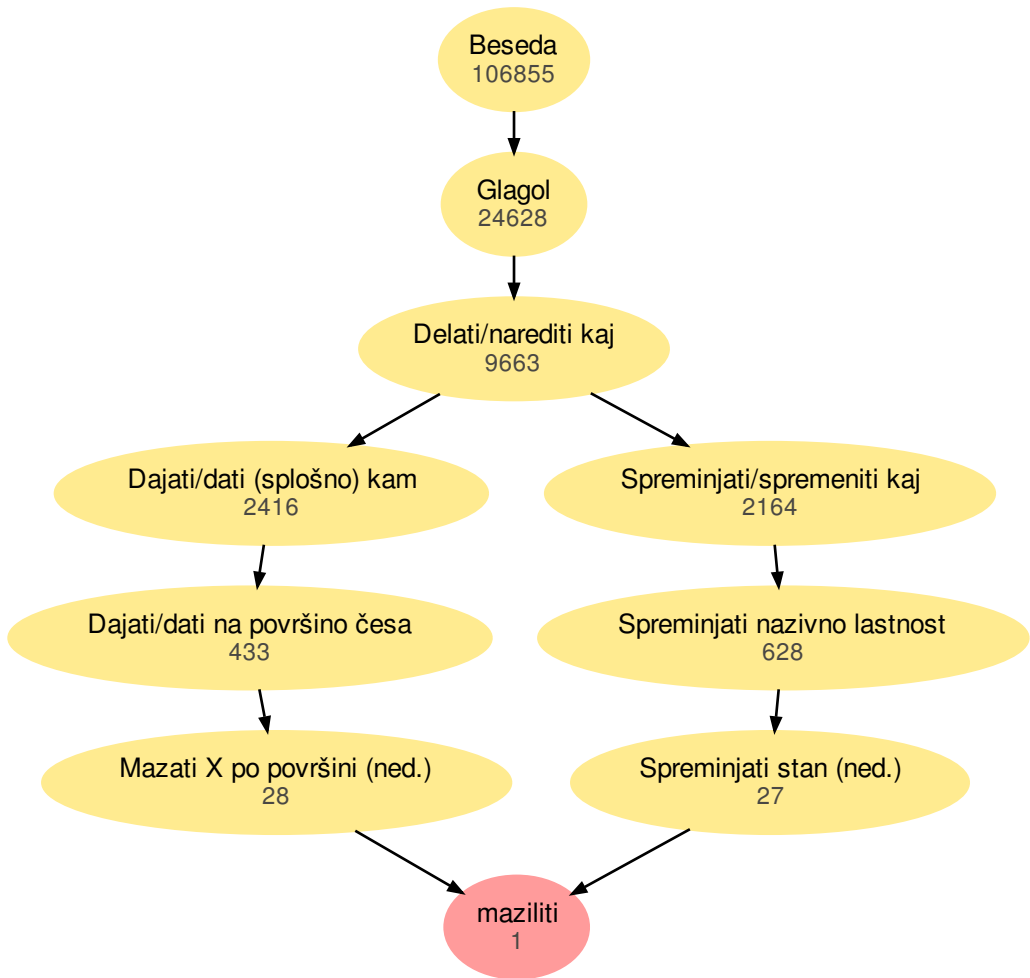 Beseda
106855
Glagol
24628
Delati/narediti kaj
9663
Dajati/dati (splošno) kam
2416
Spreminjati/spremeniti kaj
2164
Dajati/dati na površino česa
433
Spreminjati nazivno lastnost
628
Mazati X po površini (ned.)
28
Spreminjati stan (ned.)
27
maziliti
1